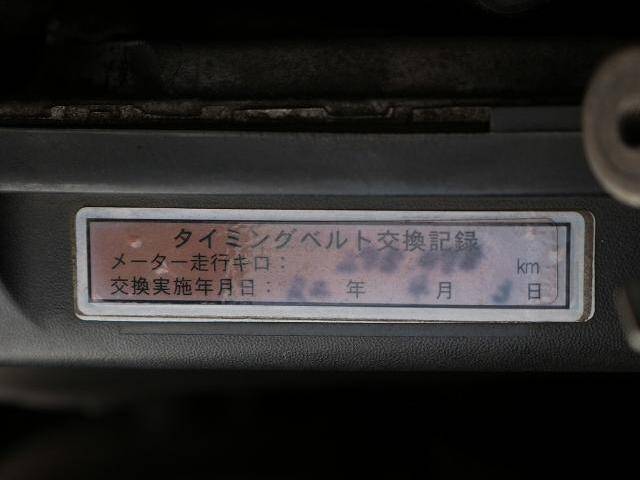 タイミングベルト交換記録
メーター走行キロ： km
交換実施年月日： 年 月 日